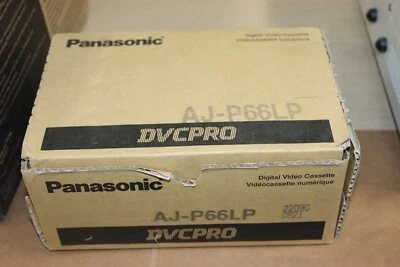 Panasonic
Digital Video Cassette
Vidéocassette numérique
AJ-P66LP
DVCPRO
Panasonic
Digital Video Cassette
Vidéocassette numérique
AJ-P66LP
DVCPRO